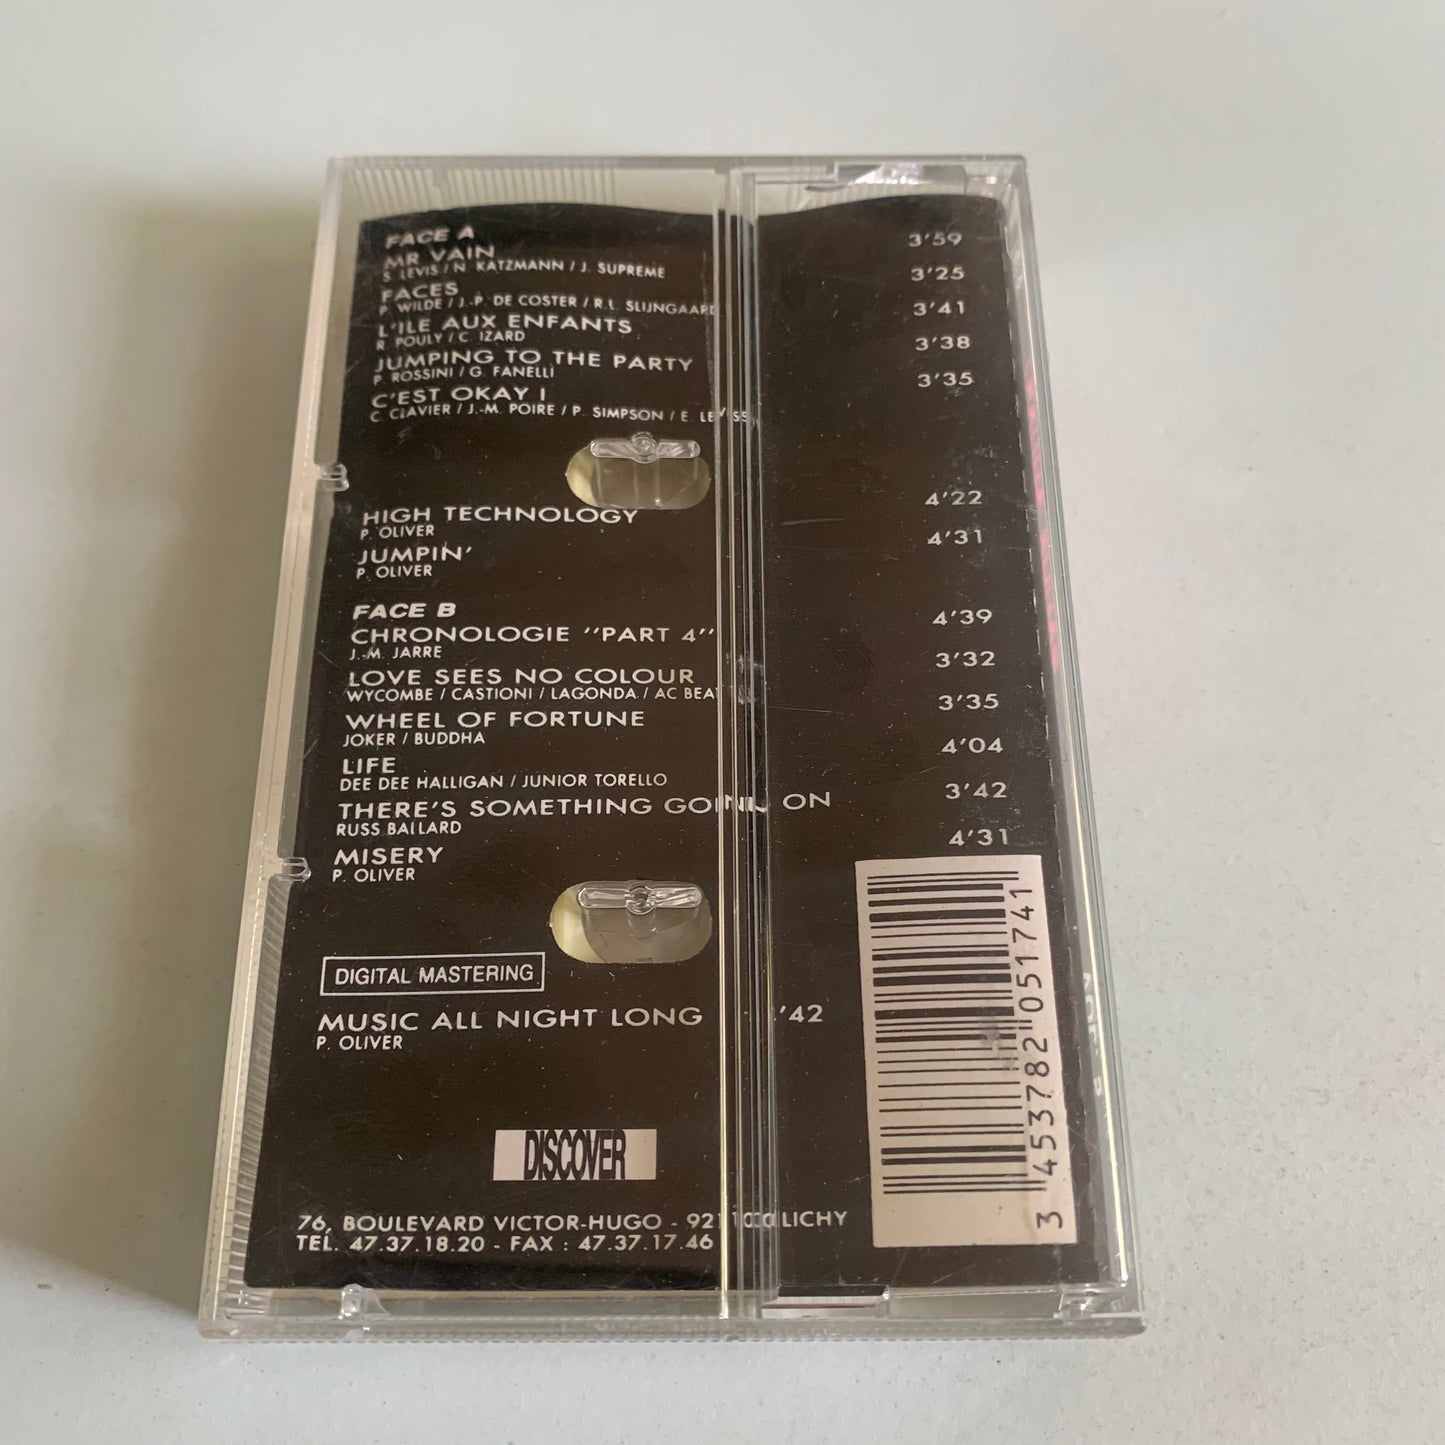 FACE A
MR VAIN 3'59
S. LEVIS / N. KATZMANN / J. SUPREME
FACES 3'25
P. WILDE / J.-P. DE COSTER / R.L. SLIJNGAARD
L'ILE AUX ENFANTS 3'41
R. POULY / C. IZARD
JUMPING TO THE PARTY 3'38
P. ROSSINI / G. FANELLI
C'EST OKAY ! 3'35
C. CLAVIER / J.-M. POIRE / P. SIMPSON / E.
HIGH TECHNOLOGY 4'22
P. OLIVER
JUMPIN' 4'31
P. OLIVER
FACE B
CHRONOLOGIE "PART 4" 4'39
J.-M. JARRE
LOVE SEES NO COLOUR 3'32
WYCOMBE / CASTIONI / LAGONDA / AC
WHEEL OF FORTUNE 3'35
JOKER / BUDDHA
LIFE 4'04
DEE DEE HALLIGAN / JUNIOR TORELLO
THERE'S SOMETHING GOING ON 3'42
RUSS BALLARD
MISERY 4'31
P. OLIVER
DIGITAL MASTERING
MUSIC ALL NIGHT LONG '42
P. OLIVER
DISCOVER
76, BOULEVARD VICTOR-HUGO -
TEL. 47.37.18.20 - FAX : 47.37.17.46
3 453782 051741